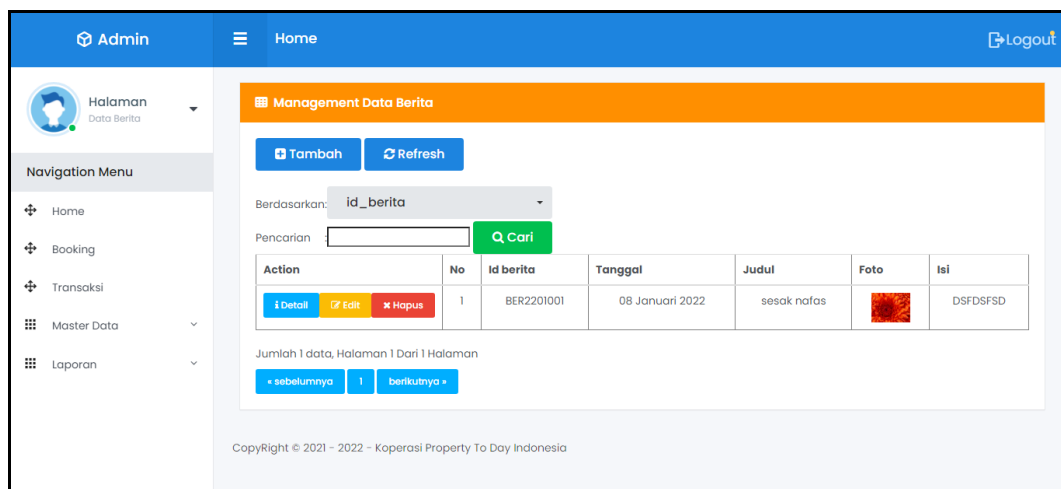 Admin
Home
Logout
Halaman
Data Berita
Navigation Menu
Home
Booking
Transaksi
Master Data
Laporan
Management Data Berita
Tambah Refresh
Berdasarkan: id_berita
Pencarian : Cari
Action No Id berita Tanggal Judul Foto Isi
Detail Edit Hapus 1 BER2201001 08 Januari 2022 sesak nafas DSFDSFSD
Jumlah 1 data, Halaman 1 Dari 1 Halaman
« sebelumnya 1 berikutnya »
CopyRight © 2021 - 2022 - Koperasi Property To Day Indonesia